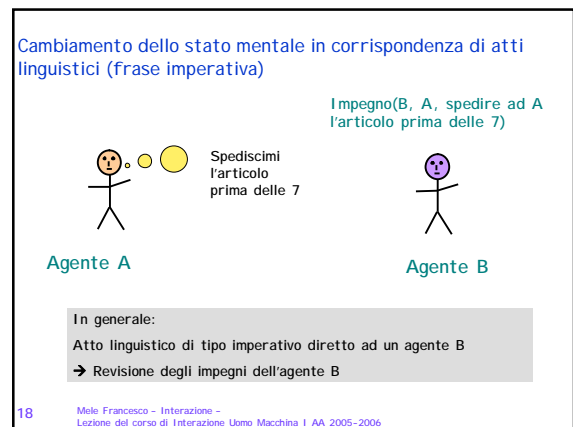 Cambiamento dello stato mentale in corrispondenza di atti
linguistici (frase imperativa)
Impegno(B, A, spedire ad A
l'articolo prima delle 7)
Spediscimi
l'articolo
prima delle 7
Agente A
Agente B
In generale:
Atto linguistico di tipo imperativo diretto ad un agente B
→ Revisione degli impegni dell'agente B
18
Mele Francesco – Interazione –
Lezione del corso di Interazione Uomo Macchina I AA 2005-2006